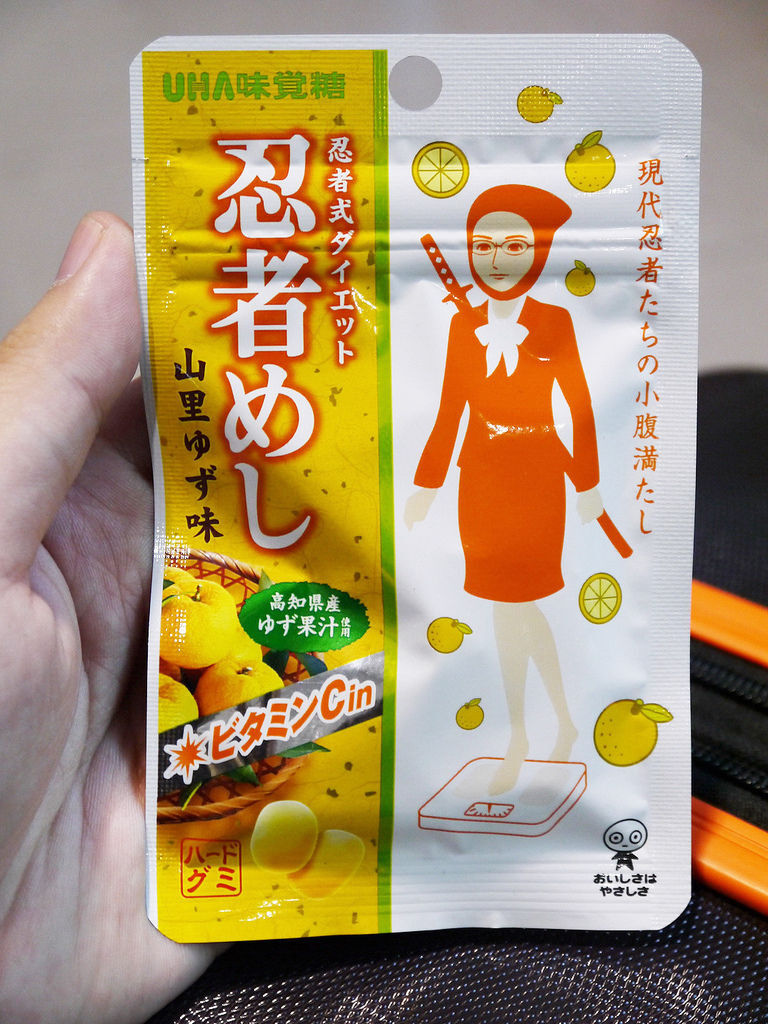 UHA味覚糖
忍者式ダイエット
忍者めし
山里ゆず味
高知県産
ゆず果汁使用
ビタミンCin
ハード
グミ
現代忍者たちの小腹満たし
おいしさは
やさしさ